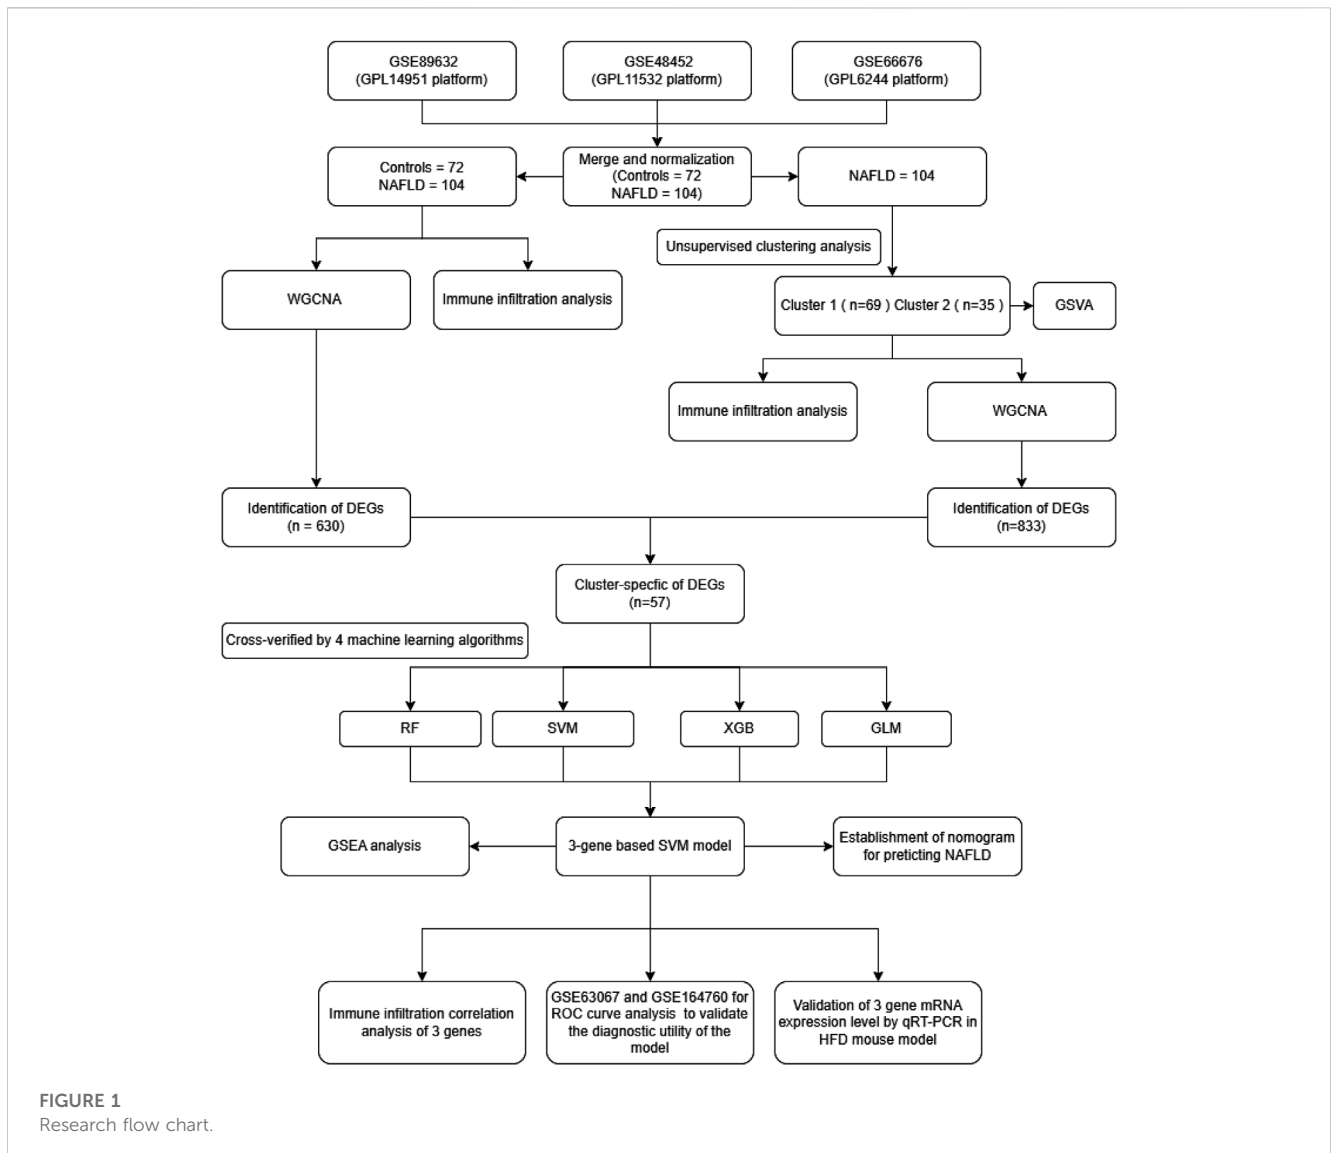 GSE89632
(GPL14951 platform)
GSE48452
(GPL11532 platform)
GSE66676
(GPL6244 platform)
Controls = 72
NAFLD = 104
Merge and normalization
(Controls = 72
NAFLD = 104)
NAFLD = 104
Unsupervised clustering analysis
WGCNA
Immune infiltration analysis
Cluster 1 ( n=69 ) Cluster 2 ( n=35 )
GSVA
Immune infiltration analysis
WGCNA
Identification of DEGs
(n = 630)
Identification of DEGs
(n=833)
Cluster-specfic of DEGs
(n=57)
Cross-verified by 4 machine learning algorithms
RF
SVM
XGB
GLM
GSEA analysis
3-gene based SVM model
Establishment of nomogram
for preticting NAFLD
Immune infiltration correlation
analysis of 3 genes
GSE63067 and GSE164760 for
ROC curve analysis to validate
the diagnostic utility of the
model
Validation of 3 gene mRNA
expression level by qRT-PCR in
HFD mouse model
FIGURE 1
Research flow chart.